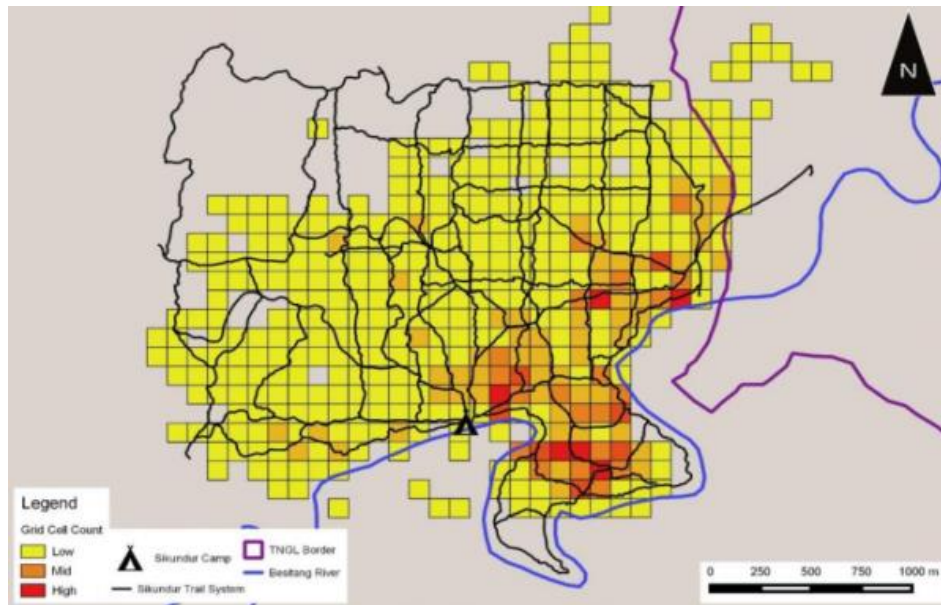 N
Legend
Grid Cell Count
Low
Mid
High
Sikundur Camp
Sikundur Trail System
TNGL Border
Besitang River
0 250 500 750 1000 m